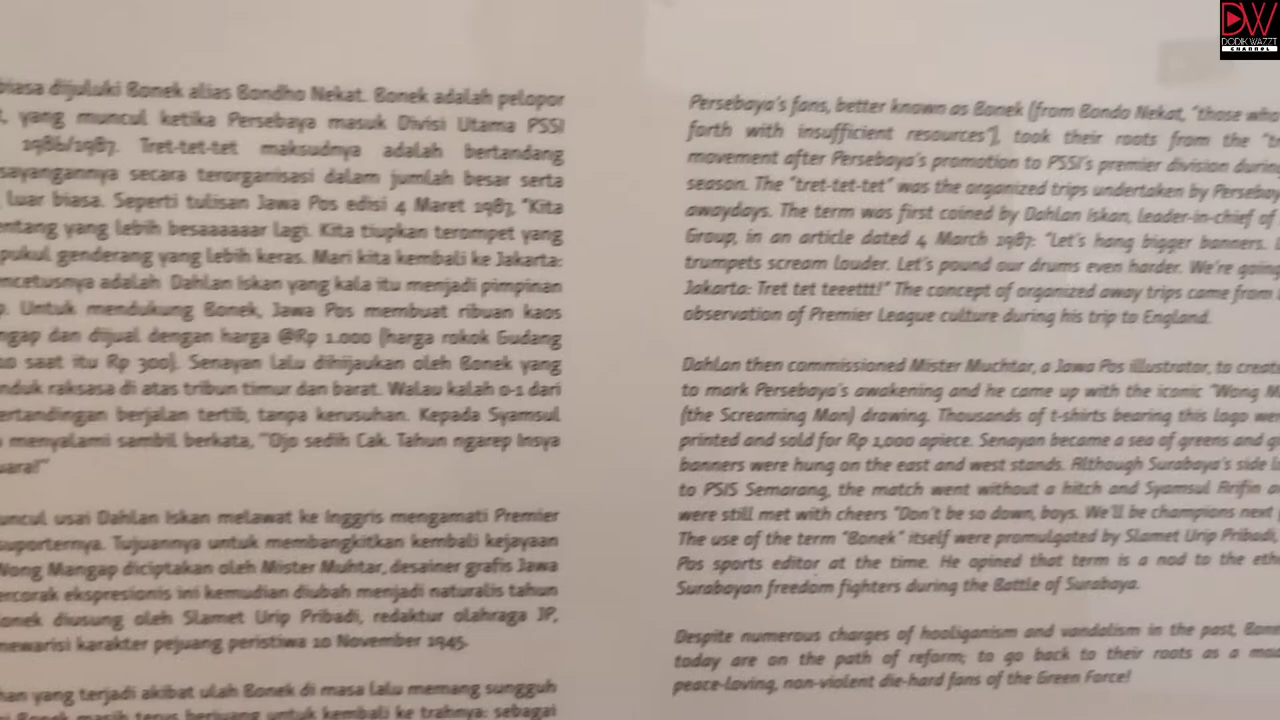 biasa dijuluki Bonek alias Bondho Nekat. Bonek adalah pelopor
yang muncul ketika Persebaya masuk Divisi Utama PSSI
1986/1987. Tret-tet-tet maksudnya adalah bertandang
secara terorganisasi dalam jumlah besar serta
luar biasa. Seperti tulisan Jawa Pos edisi 4 Maret 1987, "Kita
yang lebih besaaaaaar lagi. Kita tiupkan terompet yang
pukul genderang yang lebih keras. Mari kita kembali ke Jakarta:
adalah Dahlan Iskan yang kala itu menjadi pimpinan
Untuk mendukung Bonek, Jawa Pos membuat ribuan kaos
dan dijual dengan harga @Rp 1.000 (harga rokok Gudang
saat itu Rp 300). Senayan lalu dihijaukan oleh Bonek yang
raksasa di atas tribun timur dan barat. Walau kalah 0-1 dari
berjalan tertib, tanpa kerusuhan. Kepada Syamsul
menyalami sambil berkata, "Ojo sedih Cak. Tahun ngarep Insya
usai Dahlan Iskan melawat ke Inggris mengamati Premier
Tujuannya untuk membangkitkan kembali kejayaan
Wong Mangap diciptakan oleh Mister Muhtar, desainer grafis Jawa
ekspresionis ini kemudian diubah menjadi naturalis tahun
diusung oleh Slamet Urip Pribadi, redaktur olahraga JP,
mewarisi karakter pejuang peristiwa 10 November 1945.
yang terjadi akibat ulah Bonek di masa lalu memang sungguh
Bonek masih terus berjuang untuk kembali ke trahnya: sebagai
Persebaya's fans, better known as Bonek (from Bondo Nekat, "those who
forth with insufficient resources"), took their roots from the
movement after Persebaya's promotion to PSSI's premier division during
season. The "tret-tet-tet" was the organized trips undertaken by
awaydays. The term was first coined by Dahlan Iskan, leader-in-chief of
Group, in an article dated 4 March 1987: "Let's hang bigger banners.
trumpets scream louder. Let's pound our drums even harder. We're going
Jakarta: Tret tet teeettt!" The concept of organized away trips came from
observation of Premier League culture during his trip to England.
Dahlan then commissioned Mister Muchtar, a Jawa Pos illustrator, to
to mark Persebaya's awakening and he came up with the iconic "Wong
(the Screaming Man) drawing. Thousands of t-shirts bearing this logo
printed and sold for Rp 1,000 apiece. Senayan became a sea of greens and
banners were hung on the east and west stands. Although Surabaya's side
to PSIS Semarang, the match went without a hitch and Syamsul Arifin
were still met with cheers "Don't be so down, boys. We'll be champions next
The use of the term "Bonek" itself were promulgated by Slamet Urip Pribadi,
Pos sports editor at the time. He opined that term is a nod to the
Surabayan freedom fighters during the Battle of Surabaya.
Despite numerous charges of hooliganism and vandalism in the past,
today are on the path of reform; to go back to their roots as a
peace-loving, non-violent die-hard fans of the Green Force!
DW
DODIK WAZZT
CHANNEL